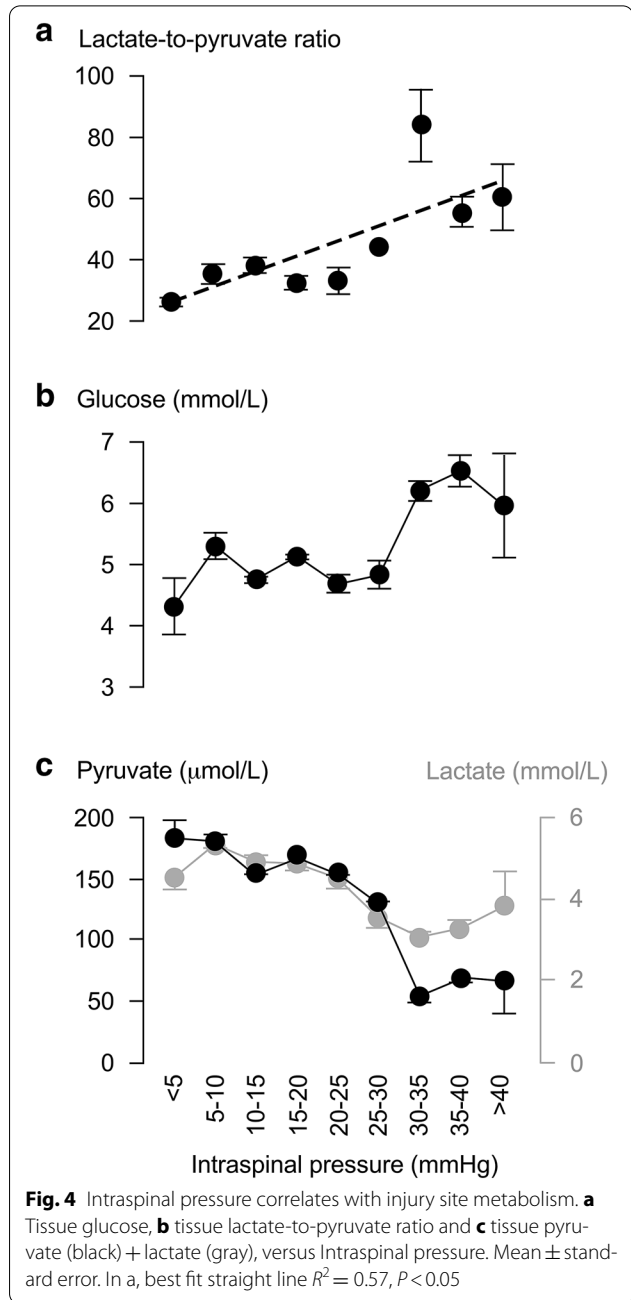 a Lactate-to-pyruvate ratio
100
80
60
40
20
b Glucose (mmol/L)
7
6
5
4
3
c Pyruvate (μmol/L) Lactate (mmol/L)
200 6
150
4
100
2
50
0 0
<5 5-10 10-15 15-20 20-25 25-30 30-35 35-40 >40
Intraspinal pressure (mmHg)
Fig. 4 Intraspinal pressure correlates with injury site metabolism. a
Tissue glucose, b tissue lactate-to-pyruvate ratio and c tissue pyru-
vate (black) + lactate (gray), versus Intraspinal pressure. Mean ± stand-
ard error. In a, best fit straight line R² = 0.57, P < 0.05